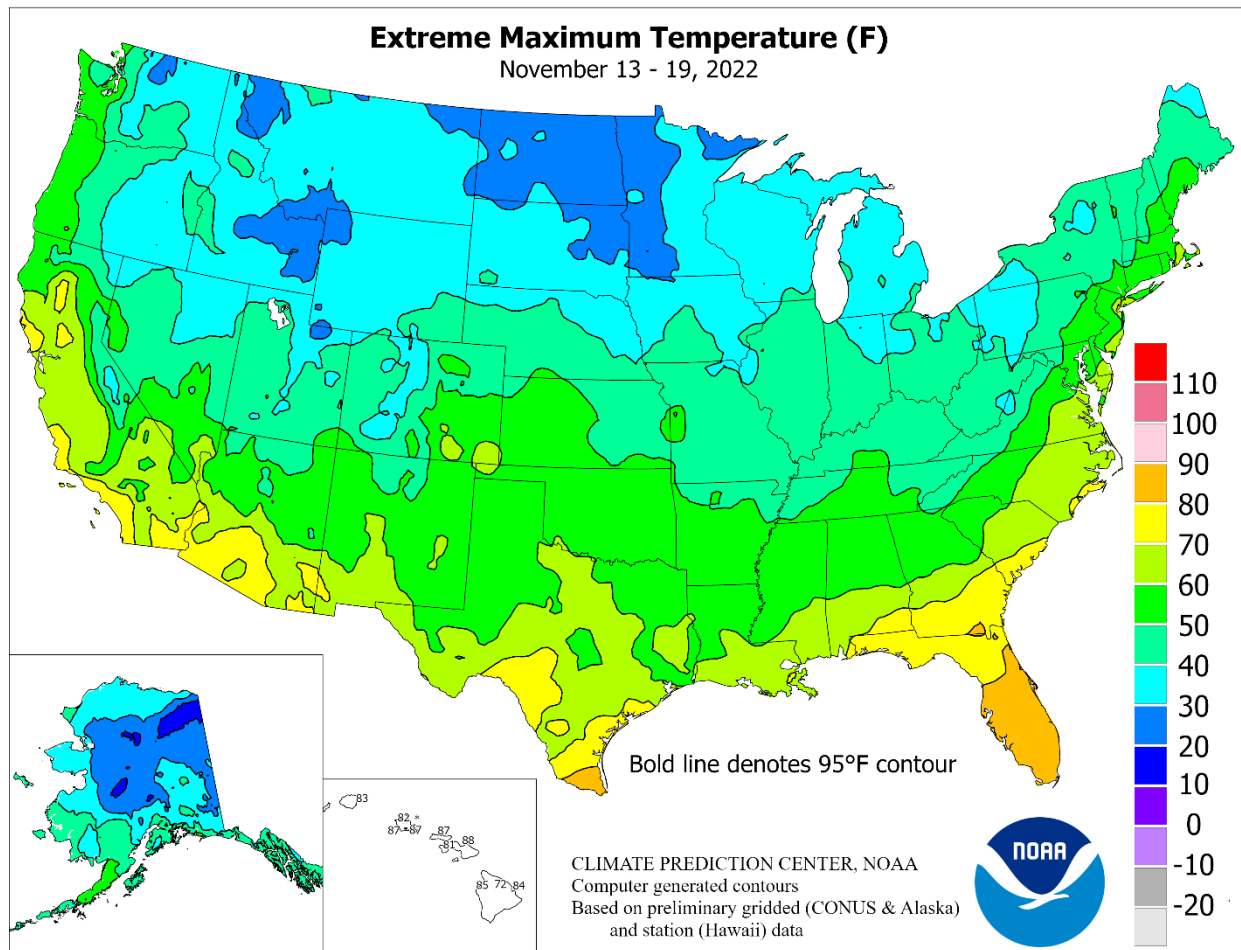 Extreme Maximum Temperature (F)
November 13 - 19, 2022
110
100
90
80
70
60
50
40
30
20
10
0
-10
-20
Bold line denotes 95°F contour
83
82 *
87 87
87
81
88
85 72 84
CLIMATE PREDICTION CENTER, NOAA
Computer generated contours
Based on preliminary gridded (CONUS & Alaska)
and station (Hawaii) data
NOAA